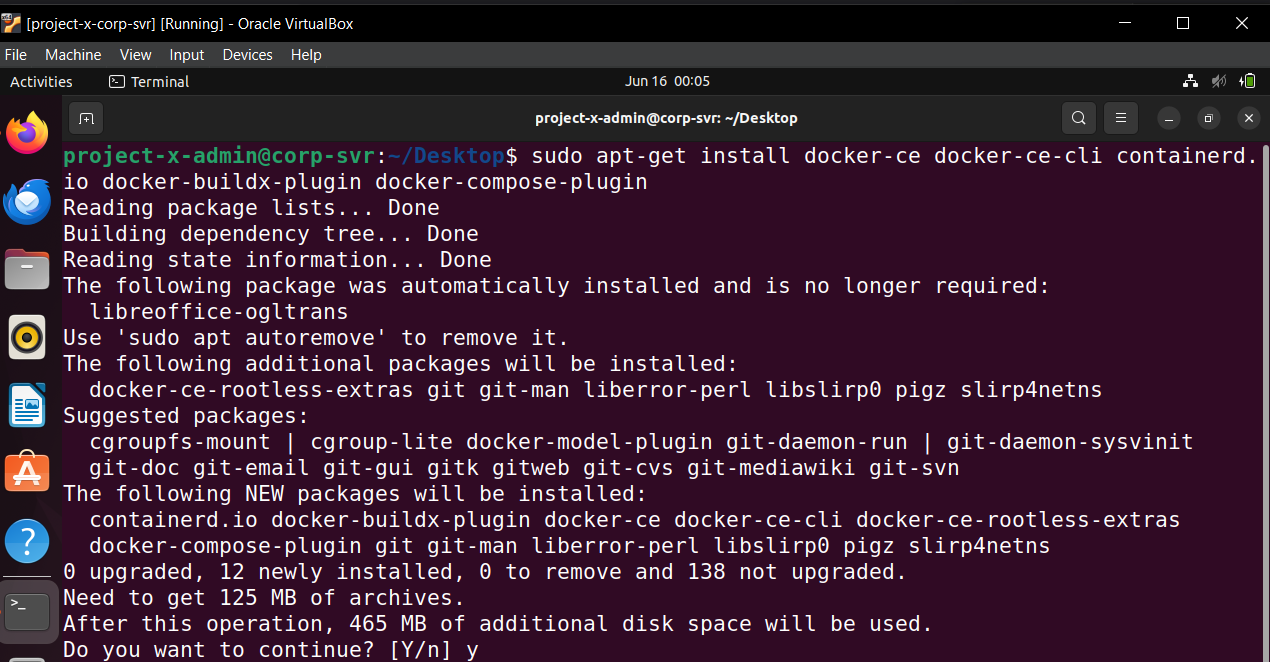 [project-x-corp-svr] [Running] - Oracle VirtualBox
File Machine View Input Devices Help
Activities Terminal Jun 16 00:05
project-x-admin@corp-svr: ~/Desktop
project-x-admin@corp-svr:~/Desktop$ sudo apt-get install docker-ce docker-ce-cli containerd.
io docker-buildx-plugin docker-compose-plugin
Reading package lists... Done
Building dependency tree... Done
Reading state information... Done
The following package was automatically installed and is no longer required:
  libreoffice-ogltrans
Use 'sudo apt autoremove' to remove it.
The following additional packages will be installed:
  docker-ce-rootless-extras git git-man liberror-perl libslirp0 pigz slirp4netns
Suggested packages:
  cgroupfs-mount | cgroup-lite docker-model-plugin git-daemon-run | git-daemon-sysvinit
  git-doc git-email git-gui gitk gitweb git-cvs git-mediawiki git-svn
The following NEW packages will be installed:
  containerd.io docker-buildx-plugin docker-ce docker-ce-cli docker-ce-rootless-extras
  docker-compose-plugin git git-man liberror-perl libslirp0 pigz slirp4netns
0 upgraded, 12 newly installed, 0 to remove and 138 not upgraded.
Need to get 125 MB of archives.
After this operation, 465 MB of additional disk space will be used.
Do you want to continue? [Y/n] y